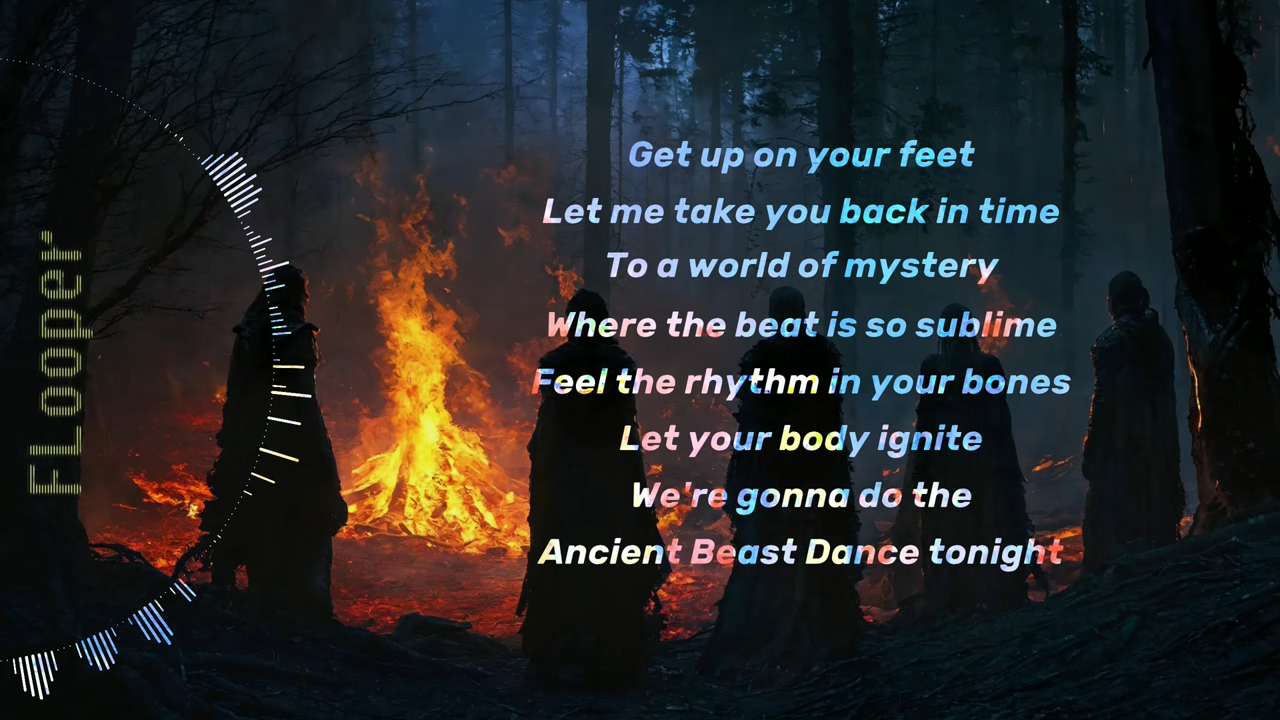 FLooper
Get up on your feet
Let me take you back in time
To a world of mystery
Where the beat is so sublime
Feel the rhythm in your bones
Let your body ignite
We're gonna do the
Ancient Beast Dance tonight